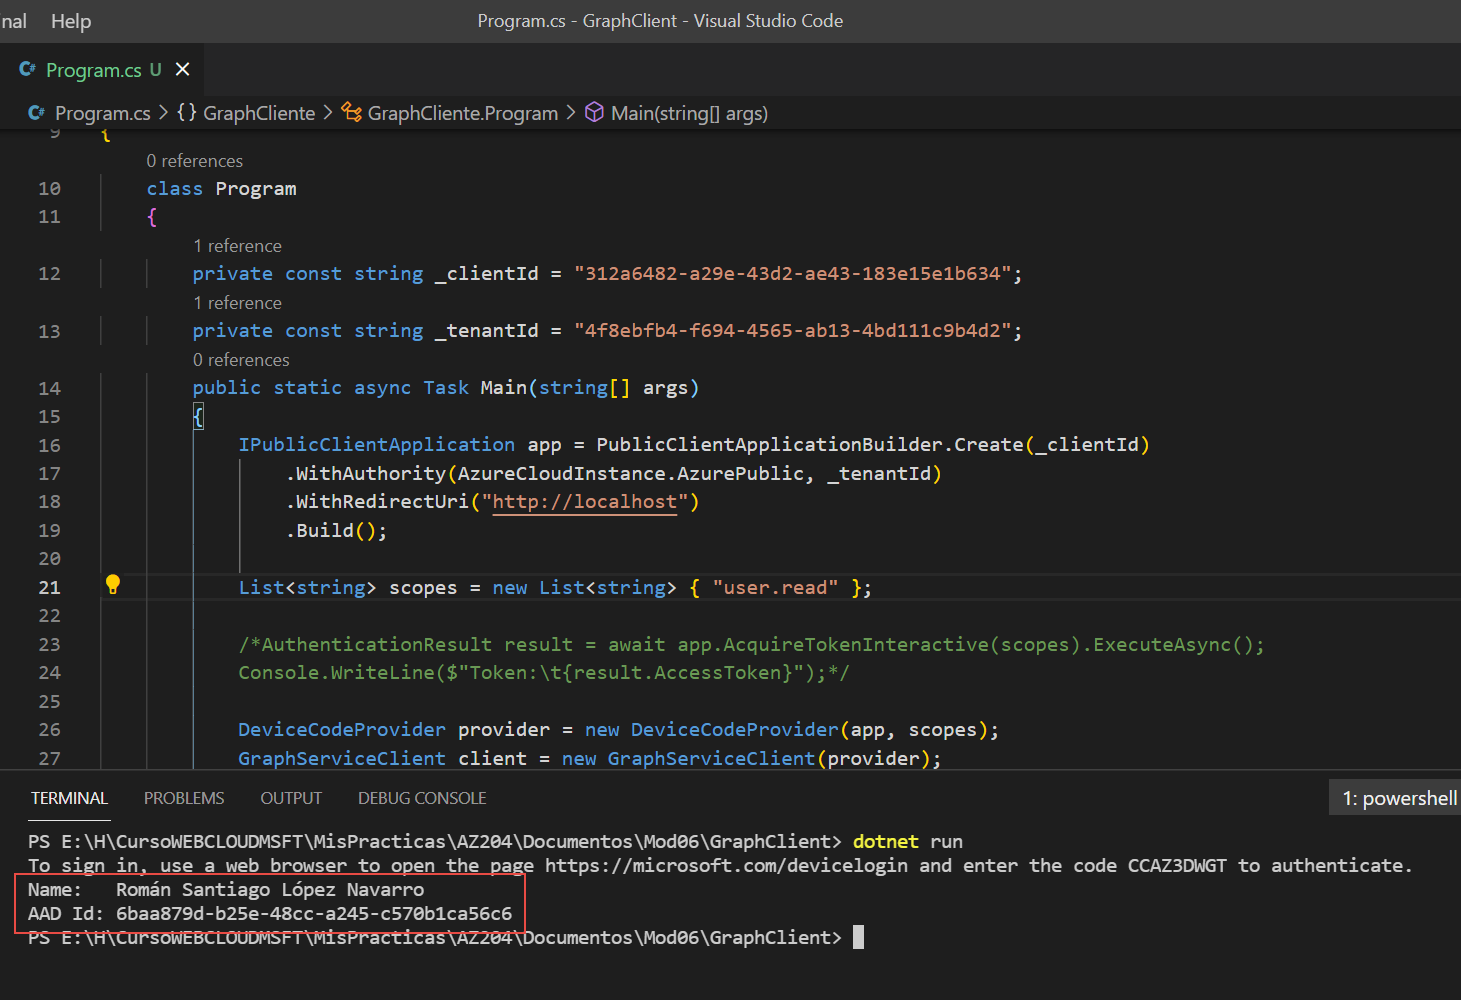 nal Help Program.cs - GraphClient - Visual Studio Code
C# Program.cs U ×
C# Program.cs > {} GraphCliente > GraphCliente.Program > Main(string[] args)
9 {
0 references
10 class Program
11 {
1 reference
12 private const string _clientId = "312a6482-a29e-43d2-ae43-183e15e1b634";
1 reference
13 private const string _tenantId = "4f8ebfb4-f694-4565-ab13-4bd111c9b4d2";
0 references
14 public static async Task Main(string[] args)
15 {
16 IPublicClientApplication app = PublicClientApplicationBuilder.Create(_clientId)
17 .WithAuthority(AzureCloudInstance.AzurePublic, _tenantId)
18 .WithRedirectUri("http://localhost")
19 .Build();
20
21 List<string> scopes = new List<string> { "user.read" };
22
23 /*AuthenticationResult result = await app.AcquireTokenInteractive(scopes).ExecuteAsync();
24 Console.WriteLine($"Token:\t{result.AccessToken}");*/
25
26 DeviceCodeProvider provider = new DeviceCodeProvider(app, scopes);
27 GraphServiceClient client = new GraphServiceClient(provider);
TERMINAL PROBLEMS OUTPUT DEBUG CONSOLE 1: powershell
PS E:\H\CursoWEBCLOUDMSFT\MisPracticas\AZ204\Documentos\Mod06\GraphClient> dotnet run
To sign in, use a web browser to open the page https://microsoft.com/devicelogin and enter the code CCAZ3DWGT to authenticate.
Name: Román Santiago López Navarro
AAD Id: 6baa879d-b25e-48cc-a245-c570b1ca56c6
PS E:\H\CursoWEBCLOUDMSFT\MisPracticas\AZ204\Documentos\Mod06\GraphClient>